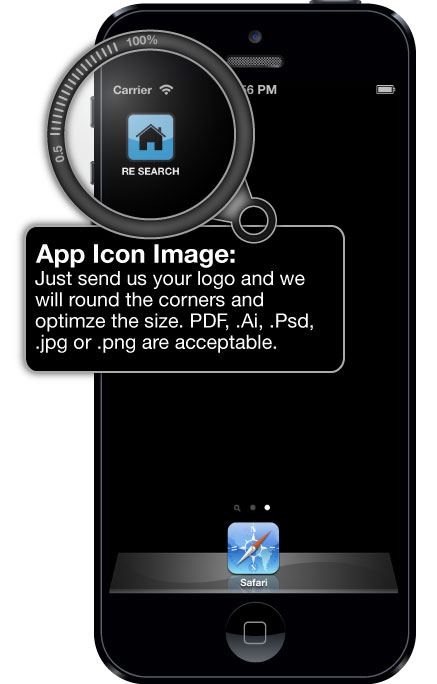 100%
0.5
Carrier
56 PM
RE SEARCH
App Icon Image:
Just send us your logo and we
will round the corners and
optimze the size. PDF, .Ai, .Psd,
.jpg or .png are acceptable.
N
Safari